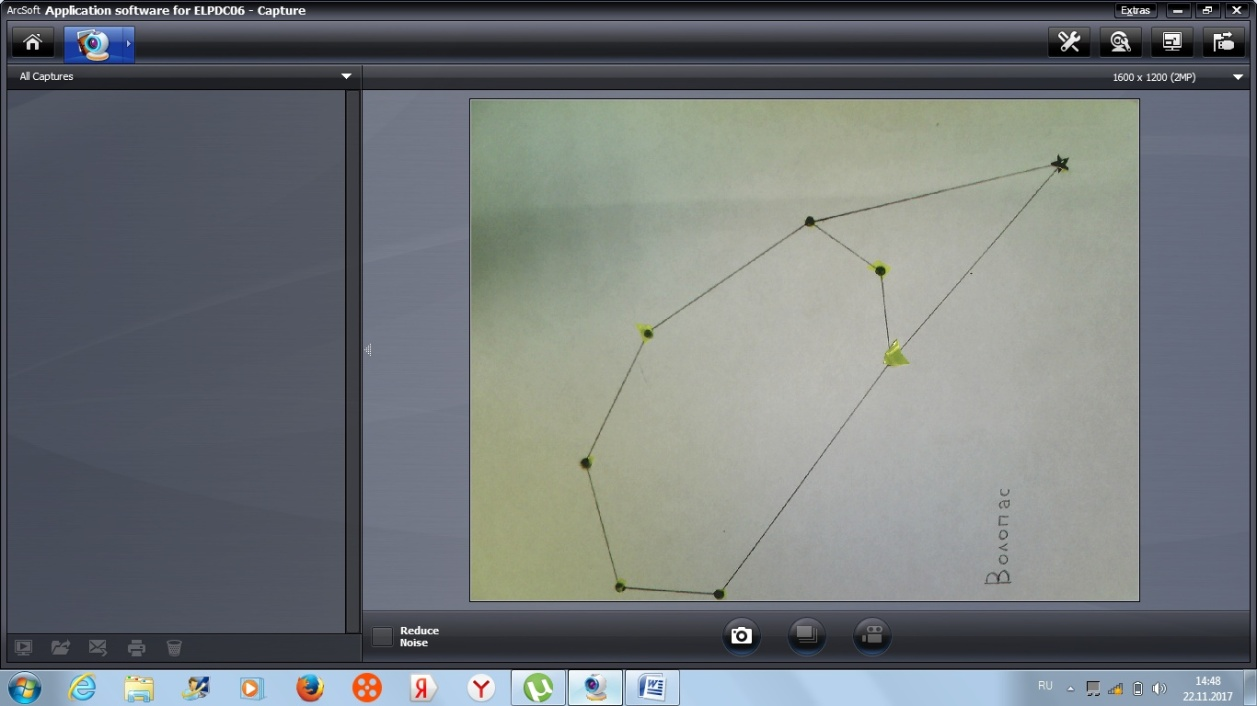 ArcSoft Application software for ELPDC06 - Capture
Extras
All Captures
1600 x 1200 (2MP)
Волопас
Reduce
Noise
RU
14:48
22.11.2017